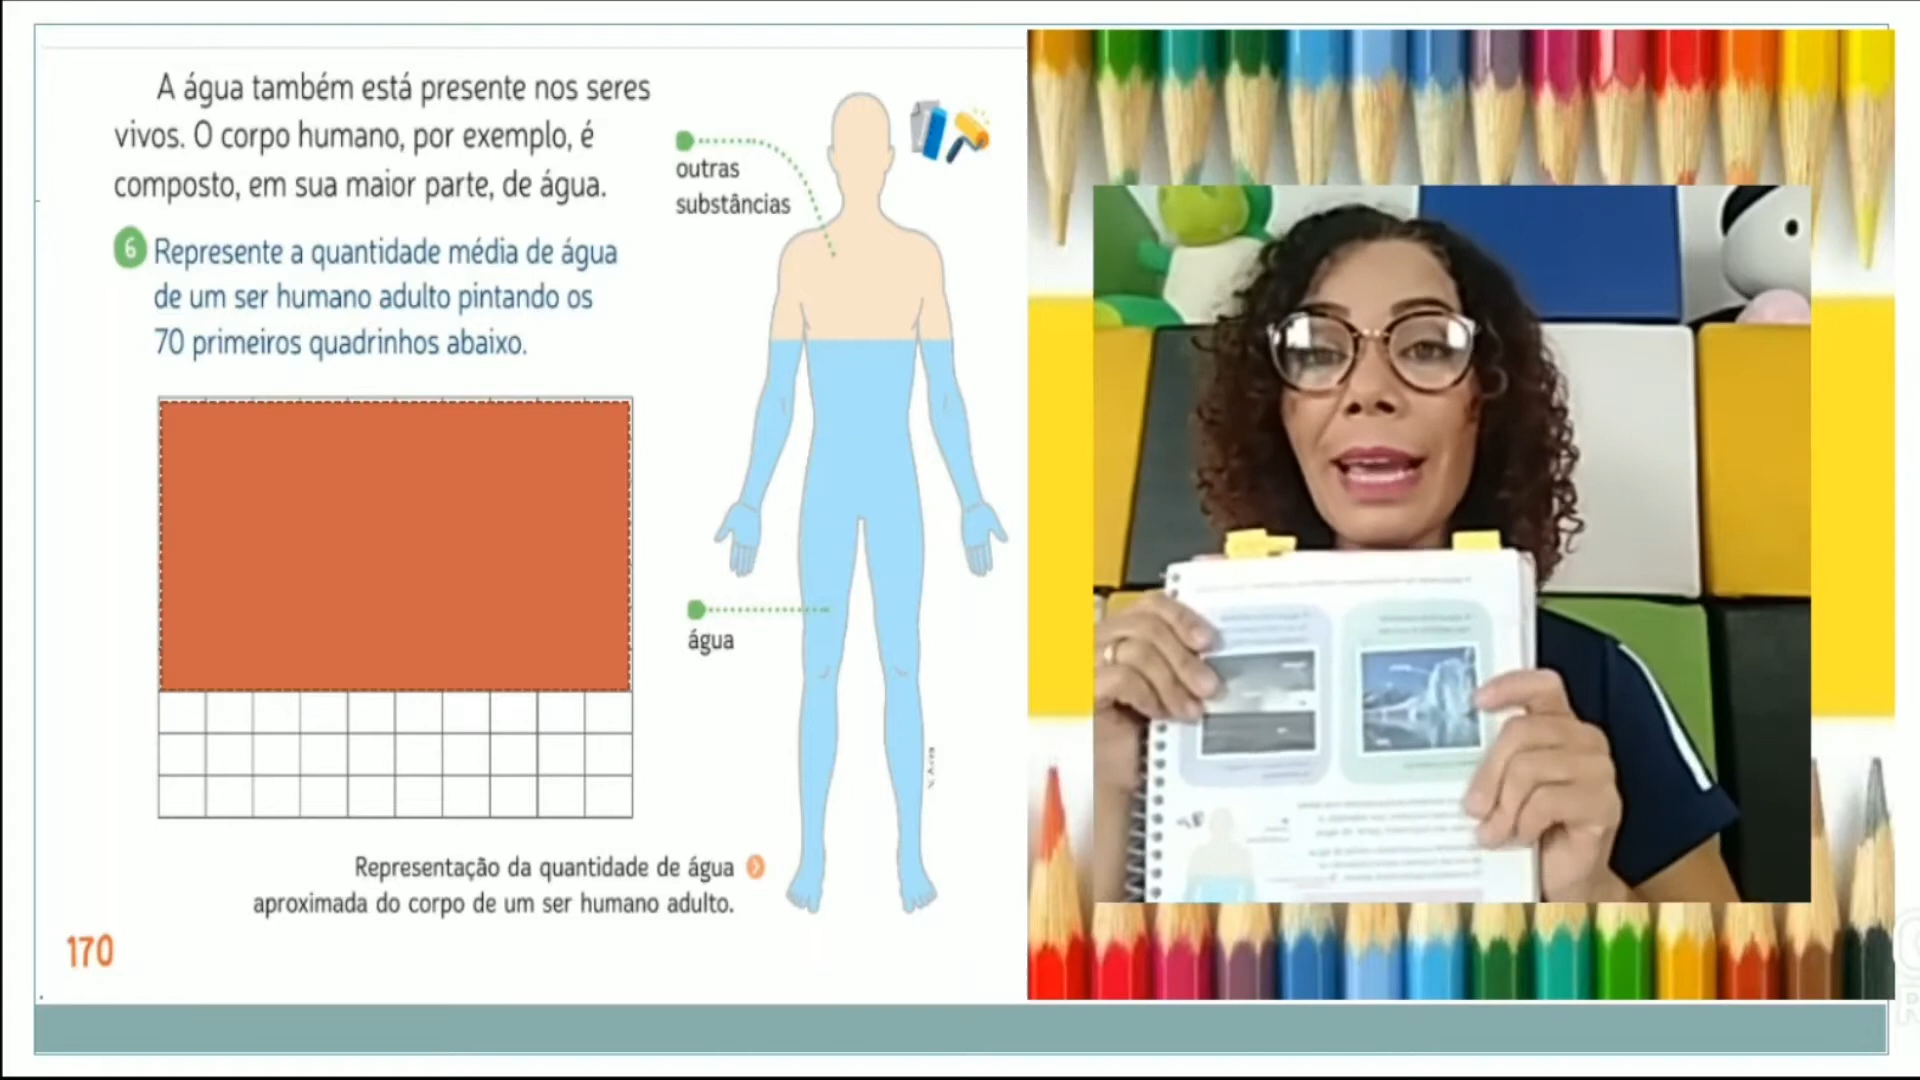 A água também está presente nos seres
vivos. O corpo humano, por exemplo, é
composto, em sua maior parte, de água.
6 Represente a quantidade média de água
de um ser humano adulto pintando os
70 primeiros quadrinhos abaixo.
outras
substâncias
água
Representação da quantidade de água
aproximada do corpo de um ser humano adulto.
170